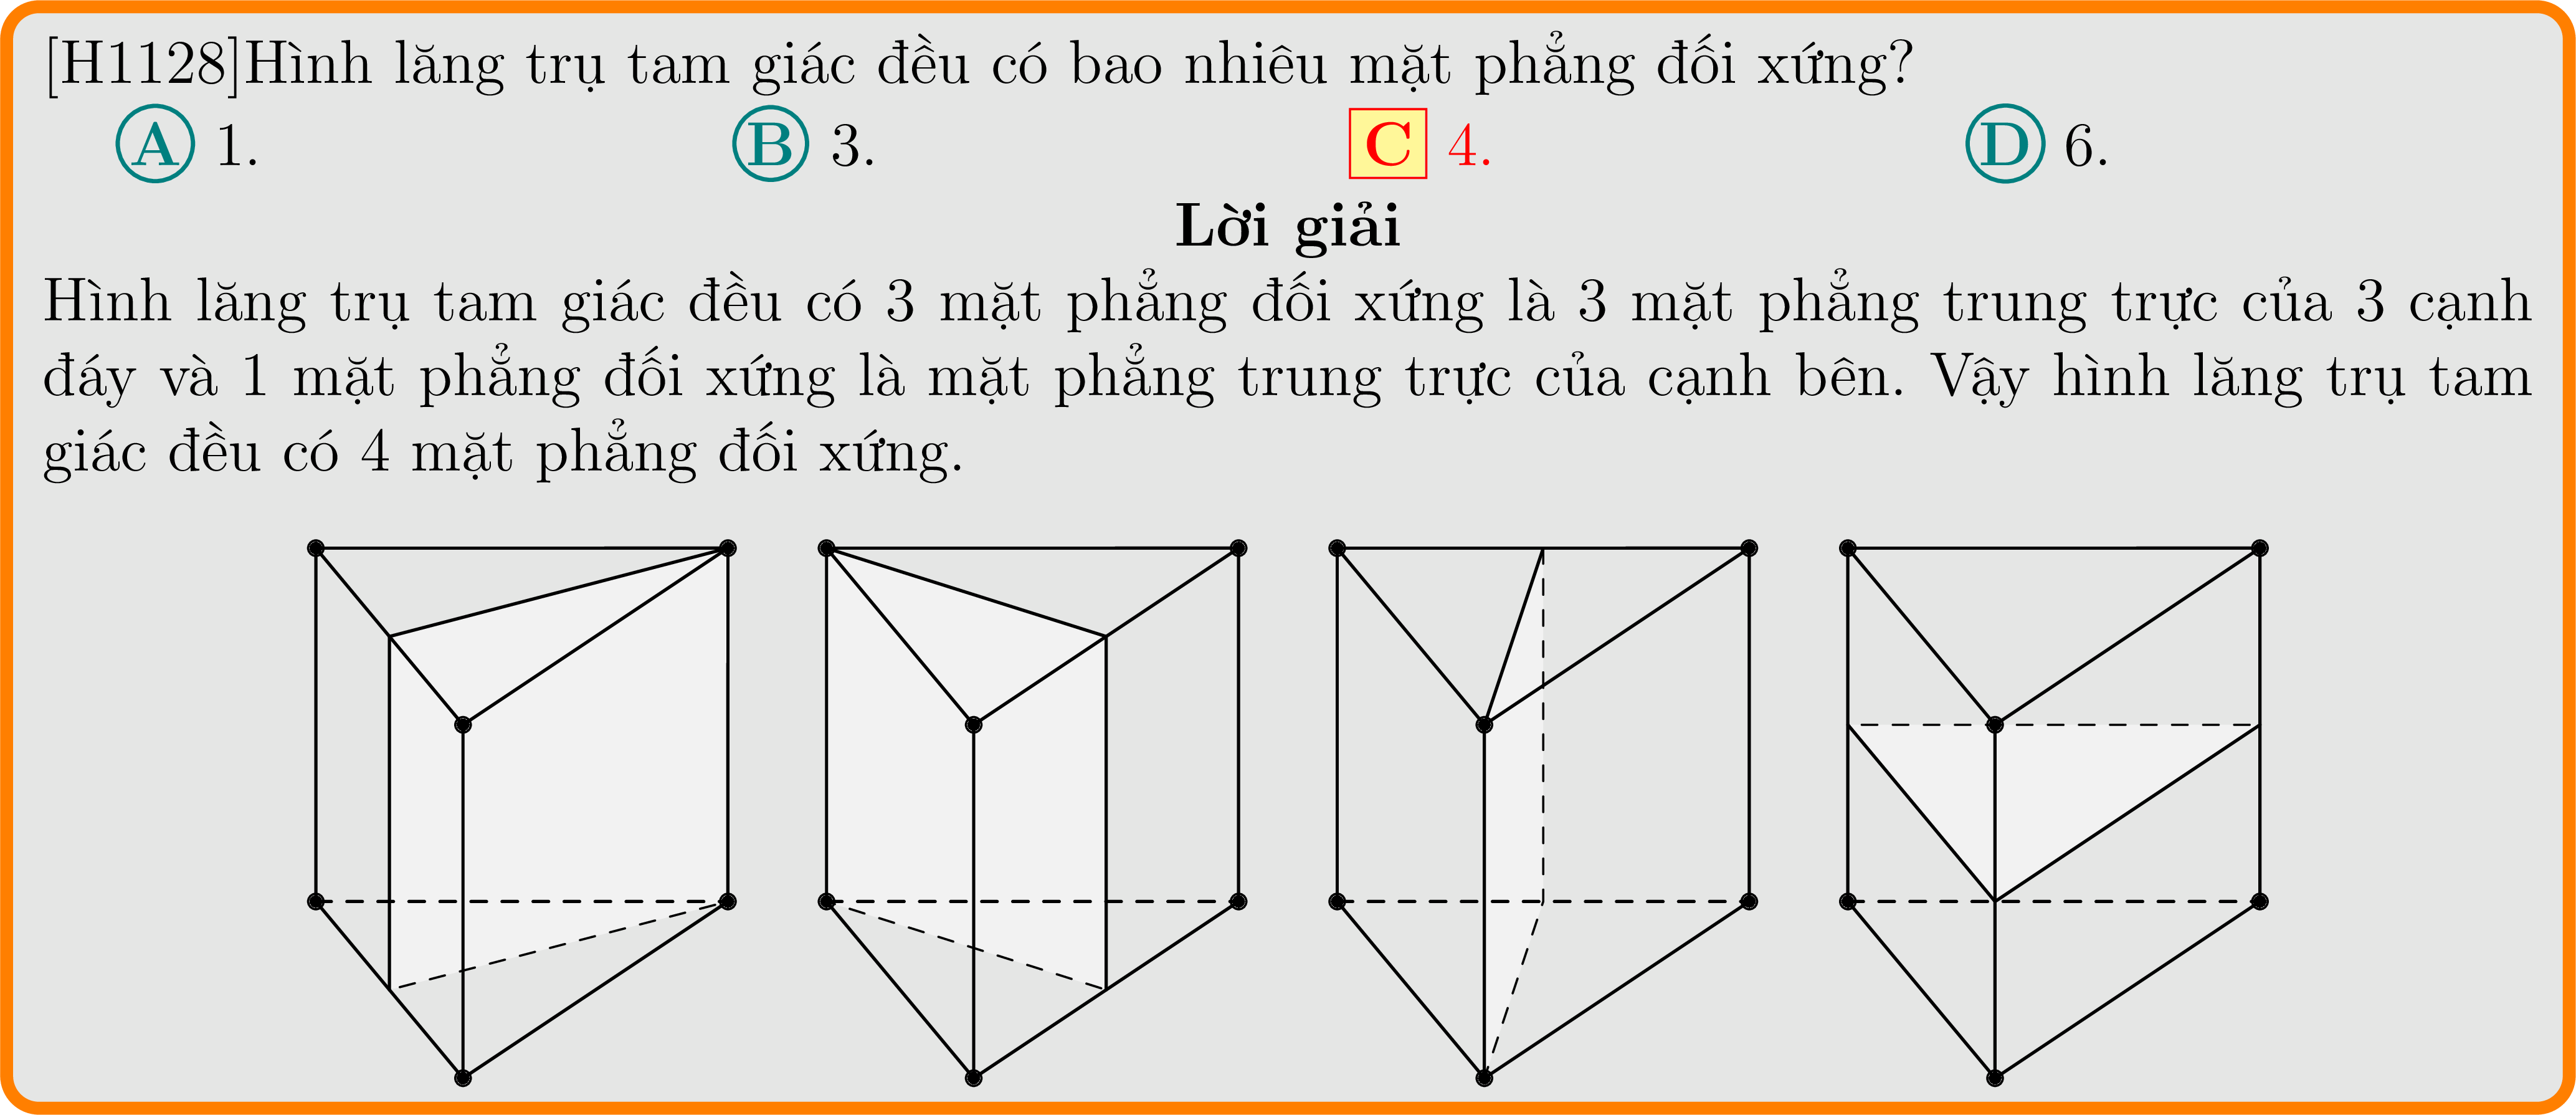 [H1128]Hình lăng trụ tam giác đều có bao nhiêu mặt phẳng đối xứng?
A 1. B 3. C 4. D 6.
Lời giải
Hình lăng trụ tam giác đều có 3 mặt phẳng đối xứng là 3 mặt phẳng trung trực của 3 cạnh
đáy và 1 mặt phẳng đối xứng là mặt phẳng trung trực của cạnh bên. Vậy hình lăng trụ tam
giác đều có 4 mặt phẳng đối xứng.